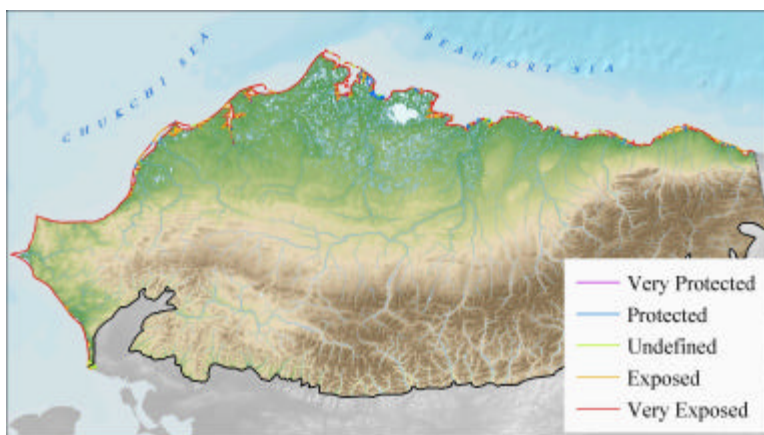 CHUKCHI SEA
BEAUFORT SEA
Very Protected
Protected
Undefined
Exposed
Very Exposed